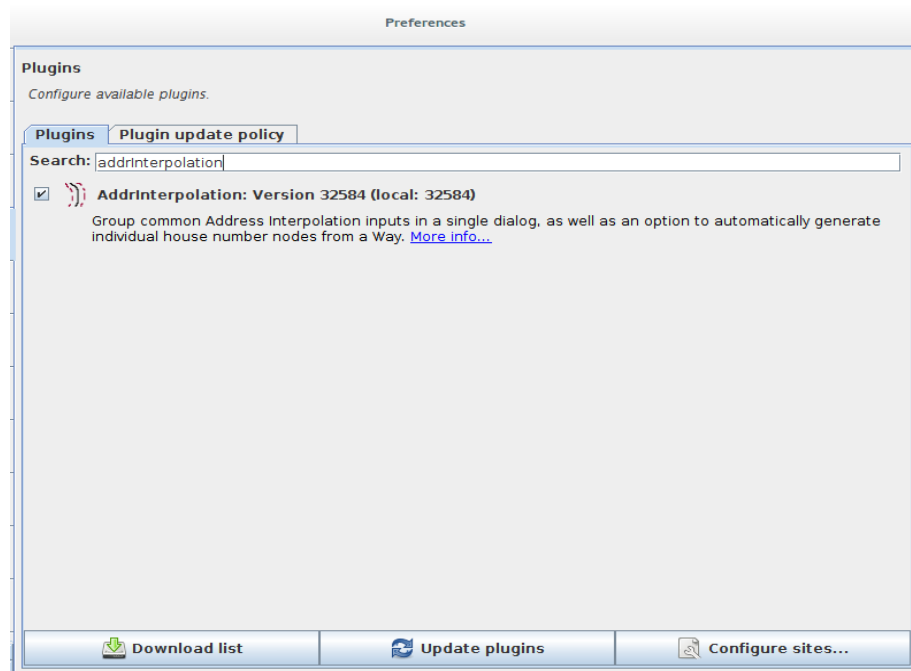 Preferences
Plugins
Configure available plugins.
Plugins Plugin update policy
Search: addrInterpolation
AddrInterpolation: Version 32584 (local: 32584)
Group common Address Interpolation inputs in a single dialog, as well as an option to automatically generate
individual house number nodes from a Way. More info...
Download list Update plugins Configure sites...